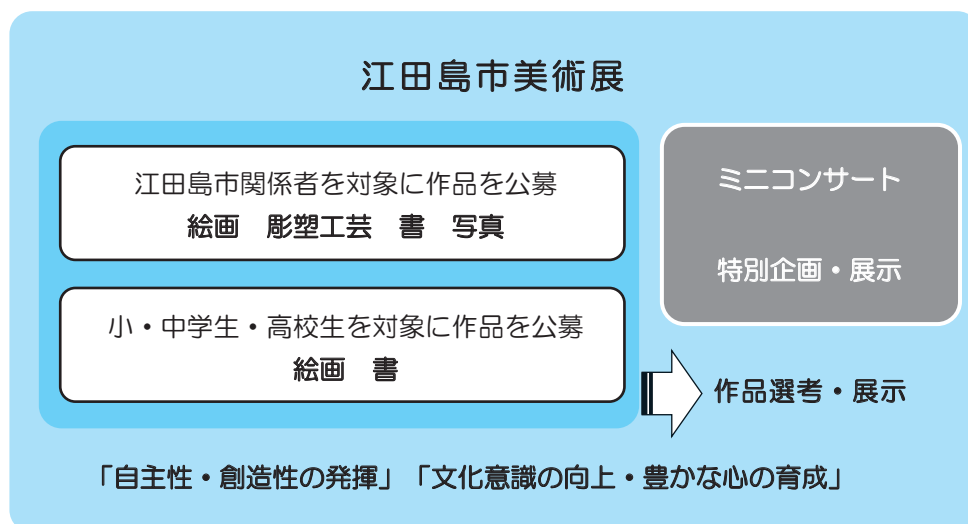 江田島市美術展
江田島市関係者を対象に作品を公募
絵画　彫塑工芸　書　写真
小・中学生・高校生を対象に作品を公募
絵画　書
ミニコンサート
特別企画・展示
作品選考・展示
「自主性・創造性の発揮」「文化意識の向上・豊かな心の育成」